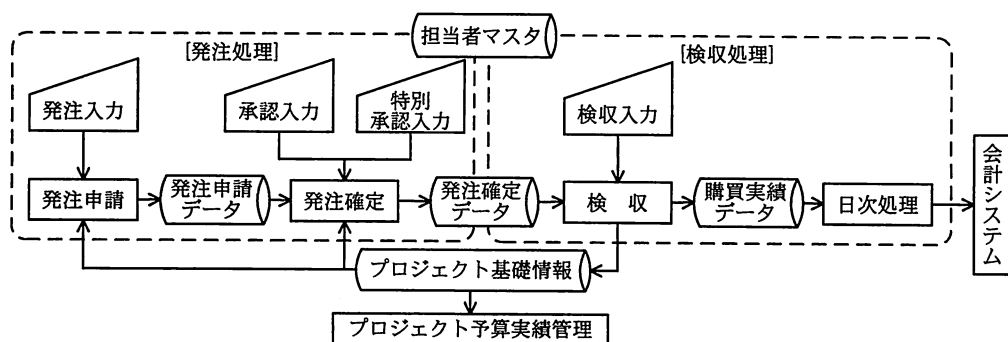 担当者マスタ
[発注処理]
[検収処理]
発注入力
承認入力
特別
承認入力
検収入力
発注申請
発注申請
データ
発注確定
発注確定
データ
検 収
購買実績
データ
日次処理
会計システム
プロジェクト基礎情報
プロジェクト予算実績管理